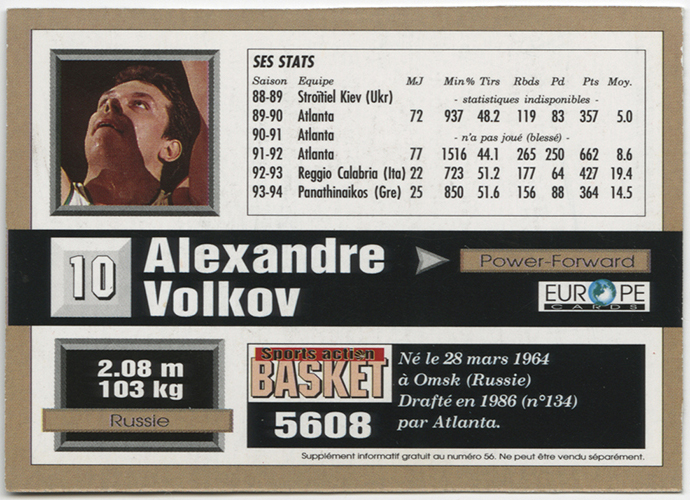 SES STATS
Saison Equipe MJ Min % Tirs Rbds Pd Pts Moy.
88-89 Stroïtiel Kiev (Ukr) - statistiques indisponibles -
89-90 Atlanta 72 937 48.2 119 83 357 5.0
90-91 Atlanta - n'a pas joué (blessé) -
91-92 Atlanta 77 1516 44.1 265 250 662 8.6
92-93 Reggio Calabria (Ita) 22 723 51.2 177 64 427 19.4
93-94 Panathinaikos (Gre) 25 850 51.6 156 88 364 14.5
10
Alexandre
Volkov
Power-Forward
EUROPE
CARDS
2.08 m
103 kg
Russie
Sports action
BASKET
5608
Né le 28 mars 1964
à Omsk (Russie)
Drafté en 1986 (n°134)
par Atlanta.
Supplément informatif gratuit au numéro 56. Ne peut être vendu séparément.